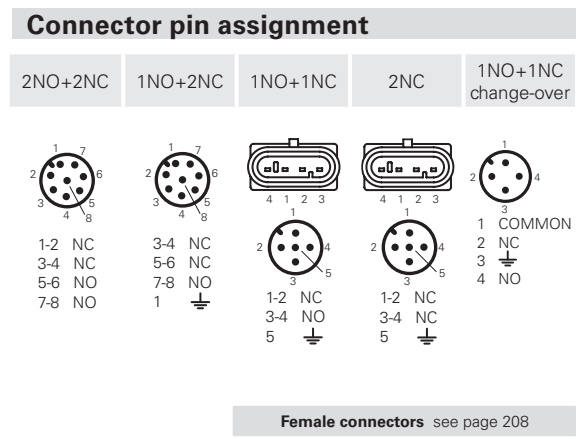 Connector pin assignment
2NO+2NC
1NO+2NC
1NO+1NC
2NC
1NO+1NC
change-over
1 7
2 6
3 5
4 8
1-2 NC
3-4 NC
5-6 NO
7-8 NO
1 7
2 6
3 5
4 8
3-4 NC
5-6 NC
7-8 NO
1
4 1 2 3
1
2 4
3 5
1-2 NC
3-4 NO
5
4 1 2 3
1
2 4
3 5
1-2 NC
3-4 NC
5
1
2 4
3
1 COMMON
2 NC
3
4 NO
Female connectors see page 208